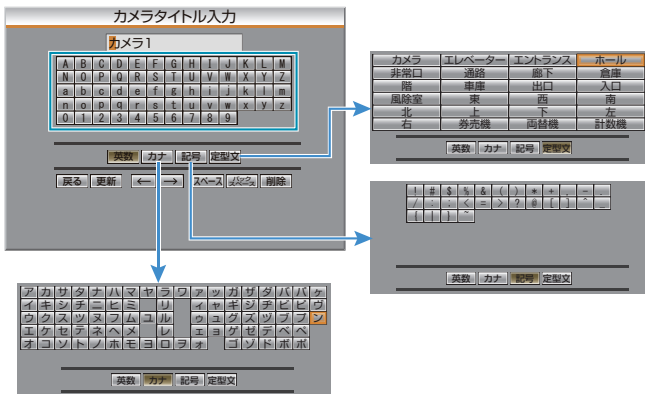 カメラタイトル入力
カメラ1
A B C D E F G H I J K L M
N O P Q R S T U V W X Y Z
a b c d e f g h i j k l m
n o p q r s t u v w x y z
0 1 2 3 4 5 6 7 8 9
英数 カナ 記号 定型文
戻る 更新 ← → スペース バックスペース 削除
カメラ エレベーター エントランス ホール
非常口 通路 廊下 倉庫
階 車庫 出口 入口
風除室 東 西 南
北 上 下 左
右 券売機 両替機 計数機
英数 カナ 記号 定型文
! # $ % & ( ) * + , - .
/ : ; < = > ? @ [ ] ^ _
{ | } ~
英数 カナ 記号 定型文
ア カ サ タ ナ ハ マ ヤ ラ ワ ァ ッ ガ ザ ダ バ パ ヶ
イ キ シ チ ニ ヒ ミ リ ィ ャ ギ ジ ヂ ビ ピ ヴ
ウ ク ス ツ ヌ フ ム ユ ル ゥ ュ グ ズ ヅ ブ プ ン
エ ケ セ テ ネ ヘ メ レ ェ ョ ゲ ゼ デ ベ ペ
オ コ ソ ト ノ ホ モ ヨ ロ ヲ ォ ゴ ゾ ド ボ ポ
英数 カナ 記号 定型文